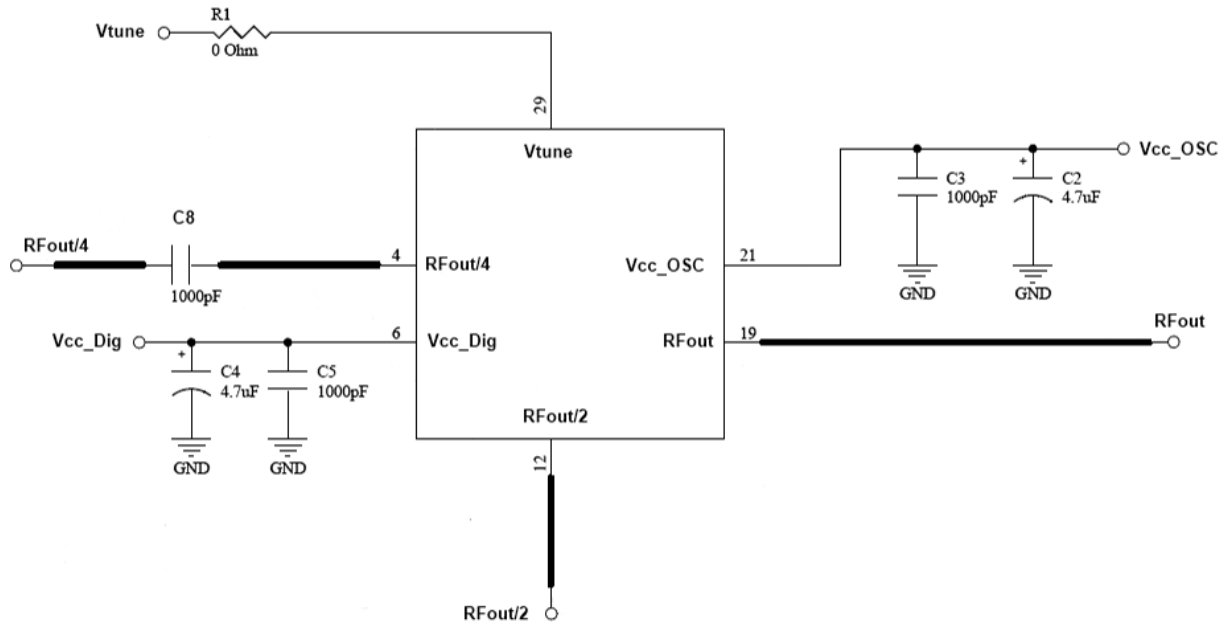 R1
Vtune
0 Ohm
29
Vtune
Vcc_OSC
C3
1000pF
C2
+
4.7uF
GND
GND
C8
RFout/4
1000pF
4
RFout/4
Vcc_OSC
21
Vcc_Dig
6
Vcc_Dig
RFout
19
RFout
+
C4
4.7uF
C5
1000pF
GND
GND
RFout/2
12
RFout/2